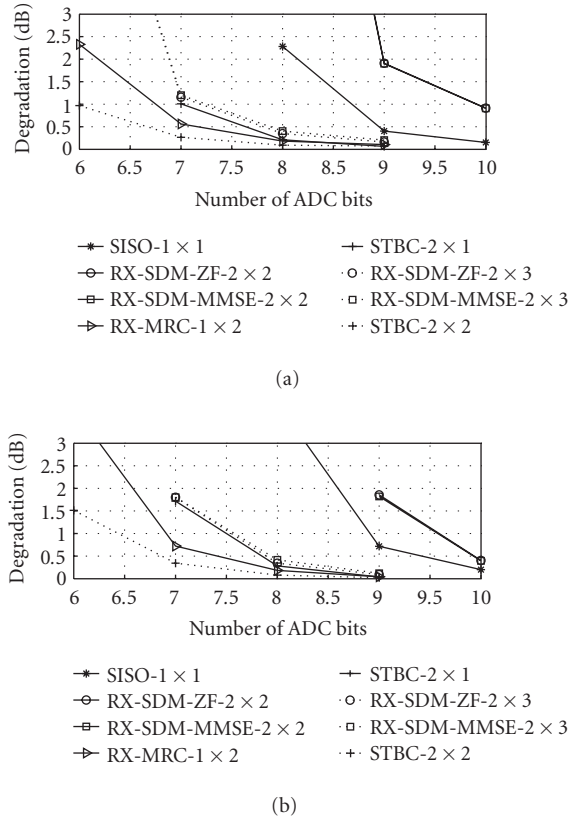 3
2.5
2
1.5
1
0.5
0
Degradation (dB)
6 6.5 7 7.5 8 8.5 9 9.5 10
Number of ADC bits
SISO-1 × 1
RX-SDM-ZF-2 × 2
RX-SDM-MMSE-2 × 2
RX-MRC-1 × 2
STBC-2 × 1
RX-SDM-ZF-2 × 3
RX-SDM-MMSE-2 × 3
STBC-2 × 2
(a)
3
2.5
2
1.5
1
0.5
0
Degradation (dB)
6 6.5 7 7.5 8 8.5 9 9.5 10
Number of ADC bits
SISO-1 × 1
RX-SDM-ZF-2 × 2
RX-SDM-MMSE-2 × 2
RX-MRC-1 × 2
STBC-2 × 1
RX-SDM-ZF-2 × 3
RX-SDM-MMSE-2 × 3
STBC-2 × 2
(b)